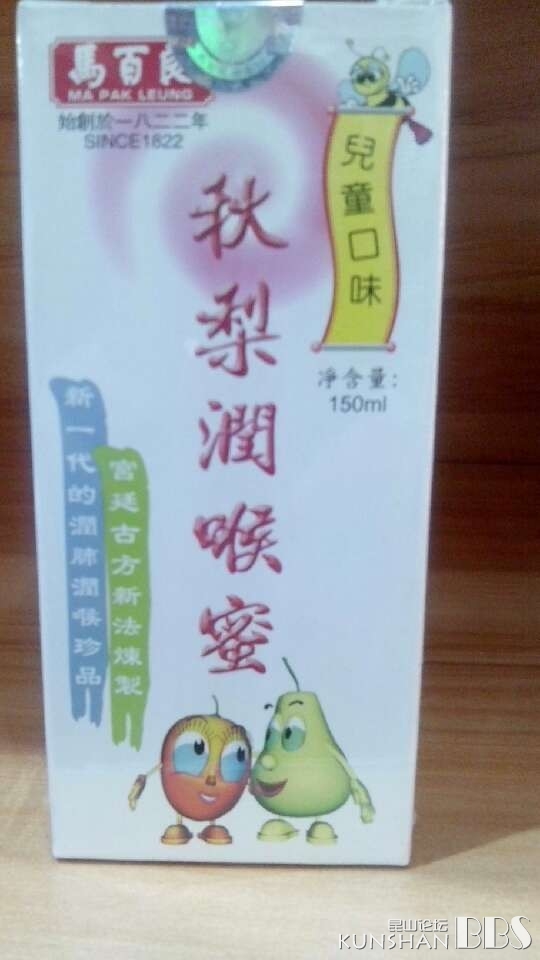 馬百良
MA PAK LEUNG
始創於一八二二年
SINCE1822
兒童口味
秋梨潤喉蜜
淨含量:
150ml
新一代的潤肺潤喉珍品
宮廷古方新法煉製
昆山论坛
KUNSHAN BBS